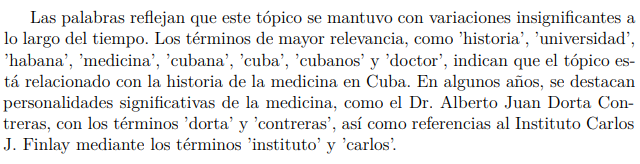 Las palabras reflejan que este tópico se mantuvo con variaciones insignificantes a
lo largo del tiempo. Los términos de mayor relevancia, como ’historia’, ’universidad’,
’habana’, ’medicina’, ’cubana’, ’cuba’, ’cubanos’ y ’doctor’, indican que el tópico es-
tá relacionado con la historia de la medicina en Cuba. En algunos años, se destacan
personalidades significativas de la medicina, como el Dr. Alberto Juan Dorta Con-
treras, con los términos ’dorta’ y ’contreras’, así como referencias al Instituto Carlos
J. Finlay mediante los términos ’instituto’ y ’carlos’.